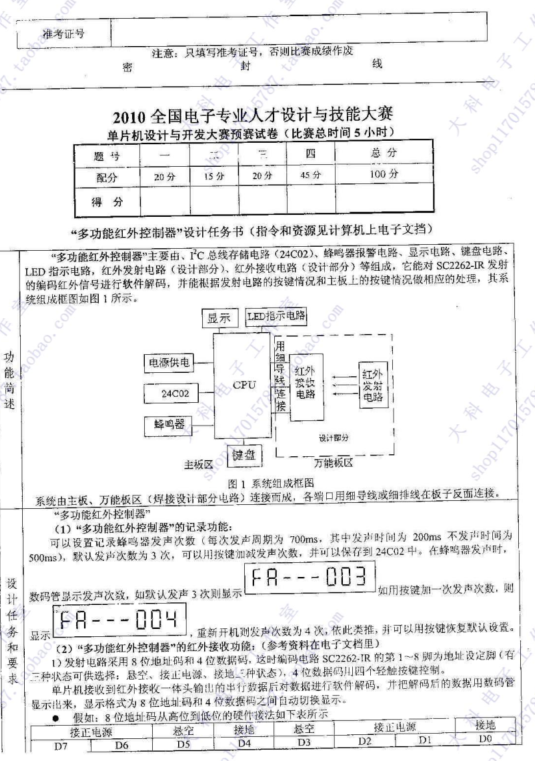 准考证号
注意：只填写准考证号，否则比赛成绩作废
密 封 线
2010 全国电子专业人才设计与技能大赛
单片机设计与开发大赛预赛试卷（比赛总时间 5 小时）
题 号 一 二 三 四 总 分
配分 20 分 15 分 20 分 45 分 100 分
得 分
“多功能红外控制器”设计任务书（指令和资源见计算机上电子文档）
功能简述
“多功能红外控制器”主要由、I²C 总线存储电路（24C02）、蜂鸣器报警电路、显示电路、键盘电路、
LED 指示电路，红外发射电路（设计部分）、红外接收电路（设计部分）等组成，它能对 SC2262-IR 发射
的编码红外信号进行软件解码，并能根据发射电路的按键情况和主板上的按键情况做相应的处理，其系
统组成框图如图 1 所示。
显示 LED指示电路
电源供电
24C02
蜂鸣器
CPU
用细导线连接
红外接收电路
红外发射电路
设计部分
键盘
主板区 万能板区
图 1 系统组成框图
系统由主板、万能板区（焊接设计部分电路）连接而成，各端口用细导线或细排线在板子反面连接。
设计任务和要求
“多功能红外控制器”
（1）“多功能红外控制器”的记录功能：
可以设置记录蜂鸣器发声次数（每次发声周期为 700ms，其中发声时间为 200ms 不发声时间为
500ms），默认发声次数为 3 次，可以用按键加减发声次数，并可以保存到 24C02 中。在蜂鸣器发声时，
数码管显示发声次数，如默认发声 3 次则显示 FA---003 如用按键加一次发声次数，则
显示 FA---004 ，重新开机则发声次数为 4 次，依此类推，并可以用按键恢复默认设置。
（2）“多功能红外控制器”的红外接收功能：（参考资料在电子文档里）
1）发射电路采用 8 位地址码和 4 位数据码，这时编码电路 SC2262-IR 的第 1～8 脚为地址设定脚（有
三种状态可供选择：悬空、接正电源、接地三种状态），4 位数据码用四个轻触按键控制。
单片机接收到红外接收一体头输出的串行数据后对数据进行软件解码，并把解码后的数据用数码管
显示出来，显示格式为 8 位地址码和 4 位数据码之间自动切换显示。
● 假如：8 位地址码从高位到低位的硬件接法如下表所示
接正电源 悬空 接地 悬空 接正电源 接地
D7 D6 D5 D4 D3 D2 D1 D0
大科电子工作室
shop11701578
taobao.com